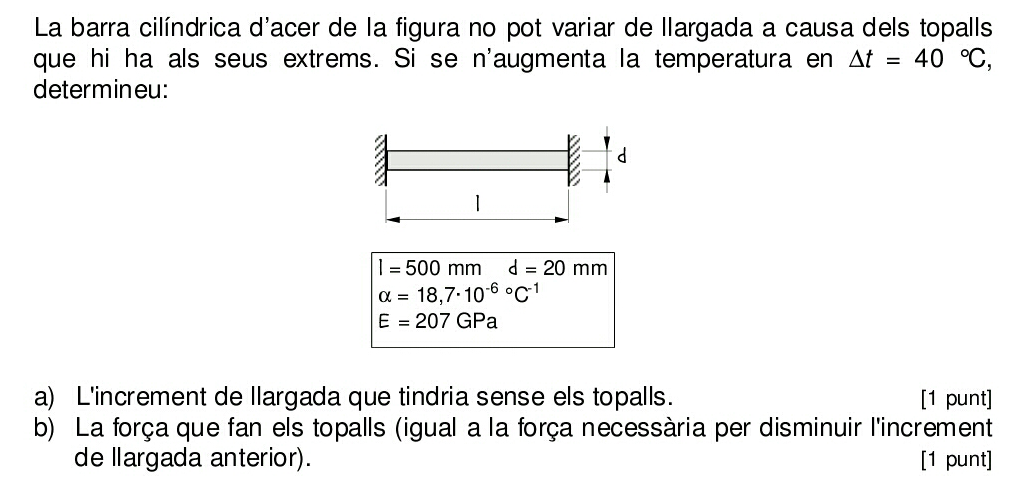 La barra cilíndrica d'acer de la figura no pot variar de llargada a causa dels topalls
que hi ha als seus extrems. Si se n'augmenta la temperatura en Δt = 40 ºC,
determineu:
d
l
l = 500 mm d = 20 mm
α = 18,7·10⁻⁶ °C⁻¹
E = 207 GPa
a) L'increment de llargada que tindria sense els topalls. [1 punt]
b) La força que fan els topalls (igual a la força necessària per disminuir l'increment
de llargada anterior). [1 punt]